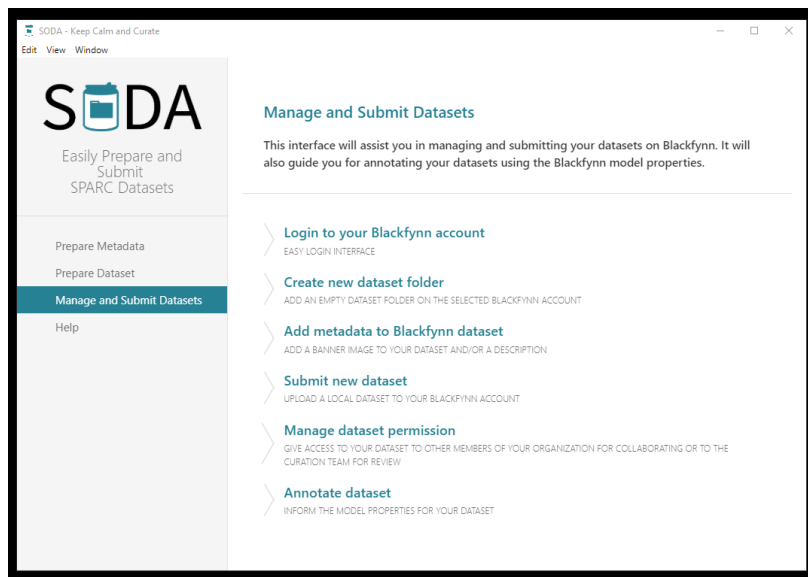 SODA - Keep Calm and Curate
Edit View Window
SODA
Easily Prepare and
Submit
SPARC Datasets
Prepare Metadata
Prepare Dataset
Manage and Submit Datasets
Help
Manage and Submit Datasets
This interface will assist you in managing and submitting your datasets on Blackfynn. It will
also guide you for annotating your datasets using the Blackfynn model properties.
Login to your Blackfynn account
EASY LOGIN INTERFACE
Create new dataset folder
ADD AN EMPTY DATASET FOLDER ON THE SELECTED BLACKFYNN ACCOUNT
Add metadata to Blackfynn dataset
ADD A BANNER IMAGE TO YOUR DATASET AND/OR A DESCRIPTION
Submit new dataset
UPLOAD A LOCAL DATASET TO YOUR BLACKFYNN ACCOUNT
Manage dataset permission
GIVE ACCESS TO YOUR DATASET TO OTHER MEMBERS OF YOUR ORGANIZATION FOR COLLABORATING OR TO THE
CURATION TEAM FOR REVIEW
Annotate dataset
INFORM THE MODEL PROPERTIES FOR YOUR DATASET